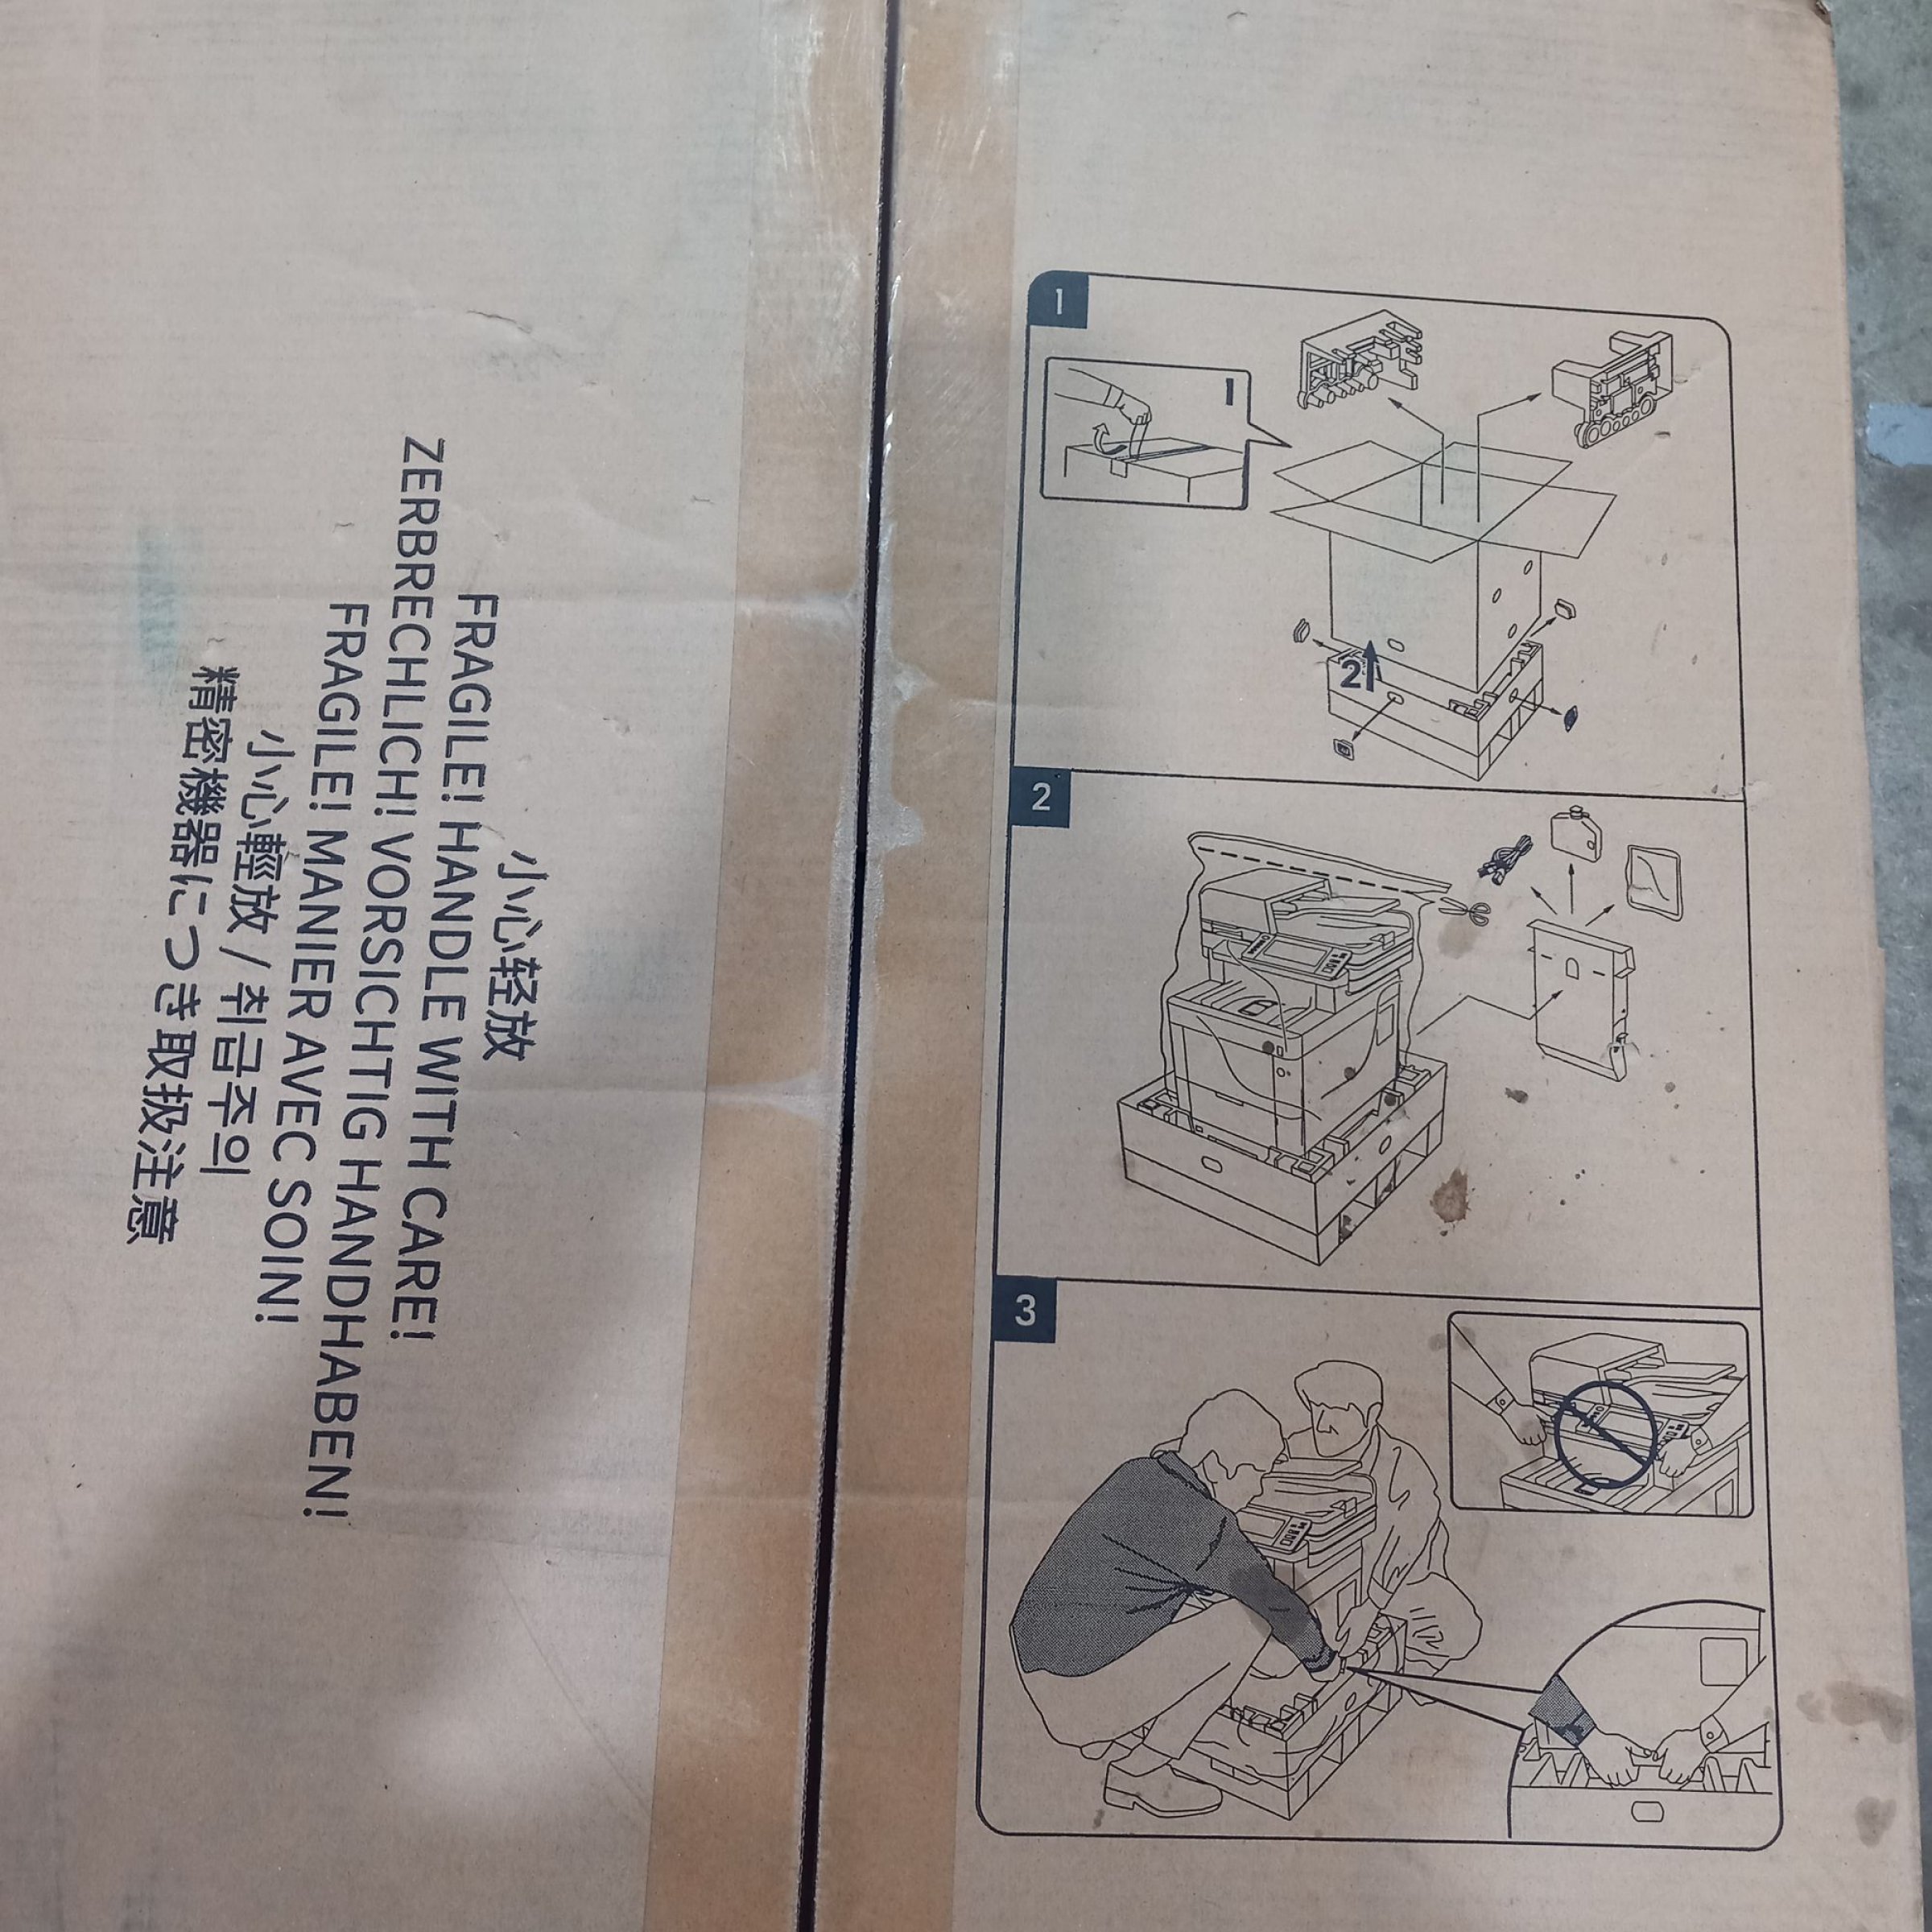 小心轻放
FRAGILE! HANDLE WITH CARE!
ZERBRECHLICH! VORSICHTIG HANDHABEN!
FRAGILE! MANIER AVEC SOIN!
小心輕放 / 취급주의
精密機器につき取扱注意
1
1
2
2
3